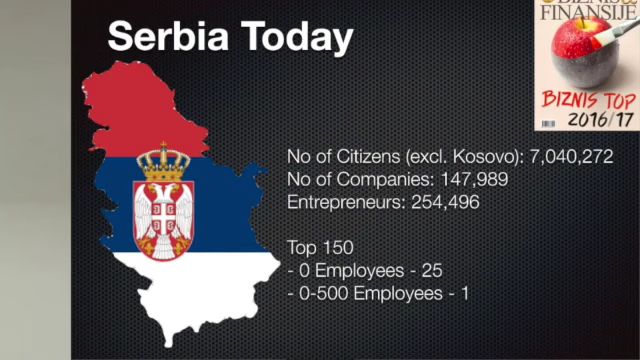 Serbia Today
BIZNIS &
FINANSIJE
BIZNIS TOP
2016/17
No of Citizens (excl. Kosovo): 7,040,272
No of Companies: 147,989
Entrepreneurs: 254,496
Top 150
- 0 Employees - 25
- 0-500 Employees - 1